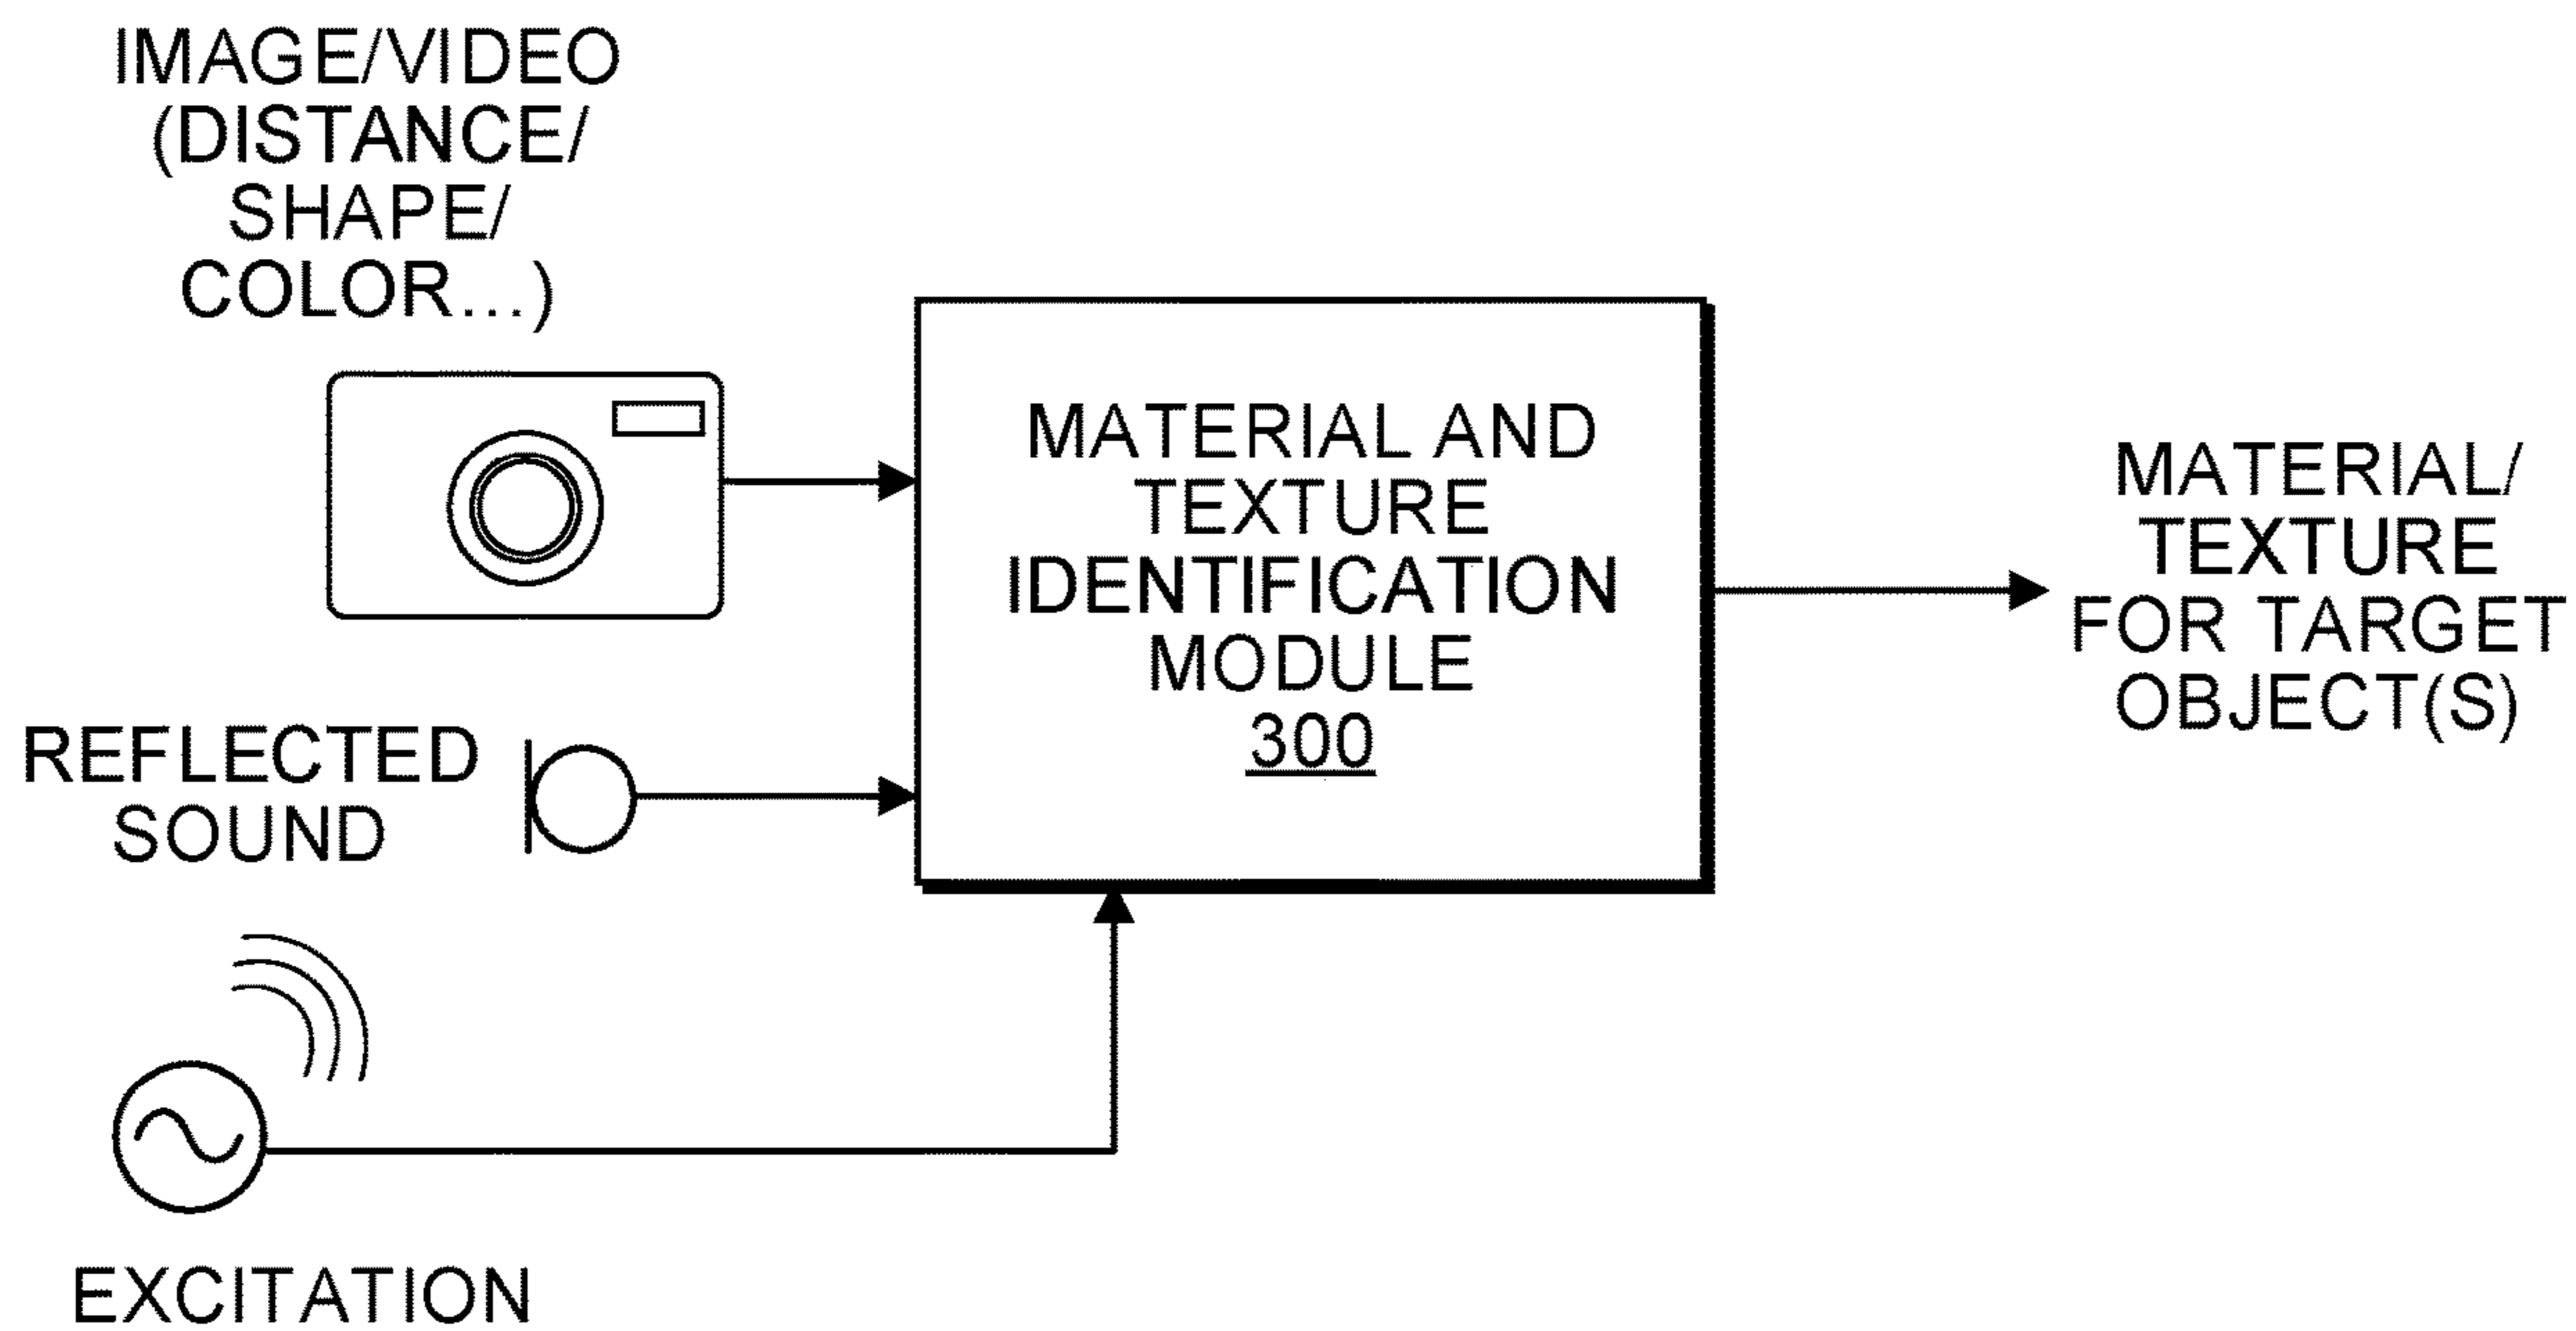 IMAGE/VIDEO
(DISTANCE/
SHAPE/
COLOR...)
MATERIAL AND
TEXTURE
IDENTIFICATION
MODULE
300
MATERIAL/
TEXTURE
FOR TARGET
OBJECT(S)
REFLECTED
SOUND
EXCITATION